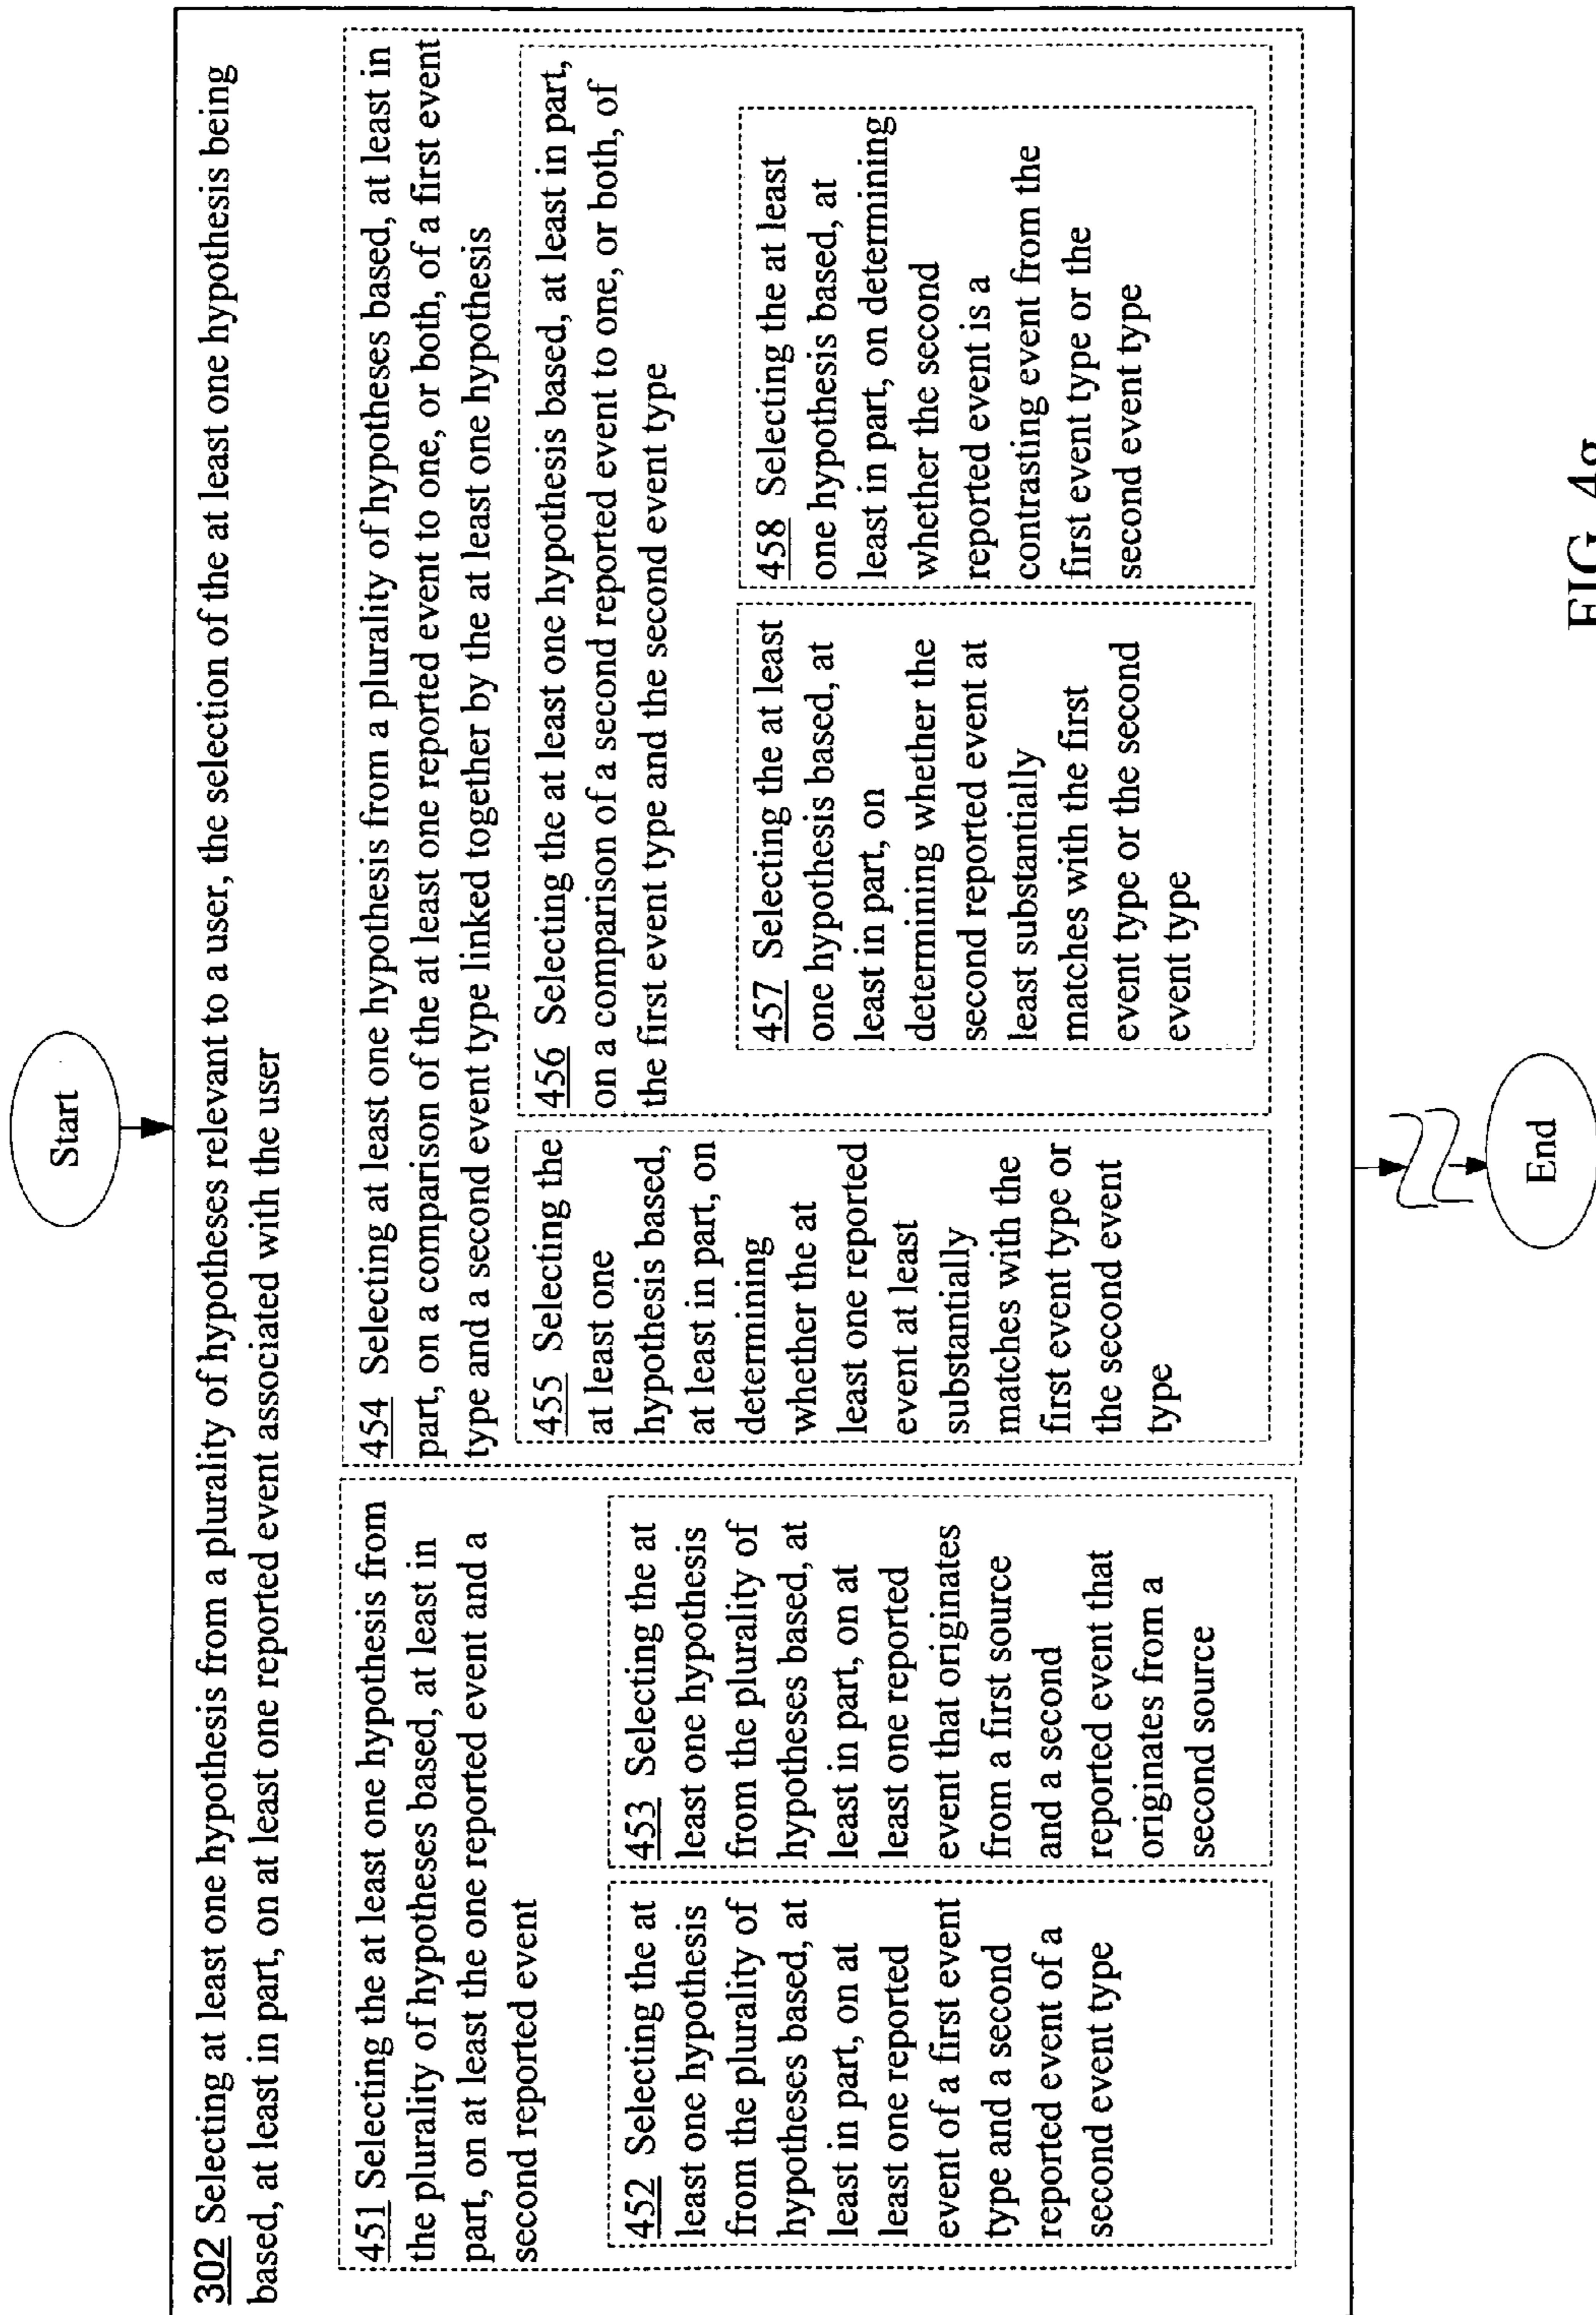 Start
302 Selecting at least one hypothesis from a plurality of hypotheses relevant to a user, the selection of the at least one hypothesis being
based, at least in part, on at least one reported event associated with the user
451 Selecting the at least one hypothesis from
the plurality of hypotheses based, at least in
part, on at least the one reported event and a
second reported event
452 Selecting the at
least one hypothesis
from the plurality of
hypotheses based, at
least in part, on at
least one reported
event of a first event
type and a second
reported event of a
second event type
453 Selecting the at
least one hypothesis
from the plurality of
hypotheses based, at
least in part, on at
least one reported
event that originates
from a first source
and a second
reported event that
originates from a
second source
454 Selecting at least one hypothesis from a plurality of hypotheses based, at least in
part, on a comparison of the at least one reported event to one, or both, of a first event
type and a second event type linked together by the at least one hypothesis
455 Selecting the
at least one
hypothesis based,
at least in part, on
determining
whether the at
least one reported
event at least
substantially
matches with the
first event type or
the second event
type
456 Selecting the at least one hypothesis based, at least in part,
on a comparison of a second reported event to one, or both, of
the first event type and the second event type
457 Selecting the at least
one hypothesis based, at
least in part, on
determining whether the
second reported event at
least substantially
matches with the first
event type or the second
event type
458 Selecting the at least
one hypothesis based, at
least in part, on determining
whether the second
reported event is a
contrasting event from the
first event type or the
second event type
End
FIG. 4g